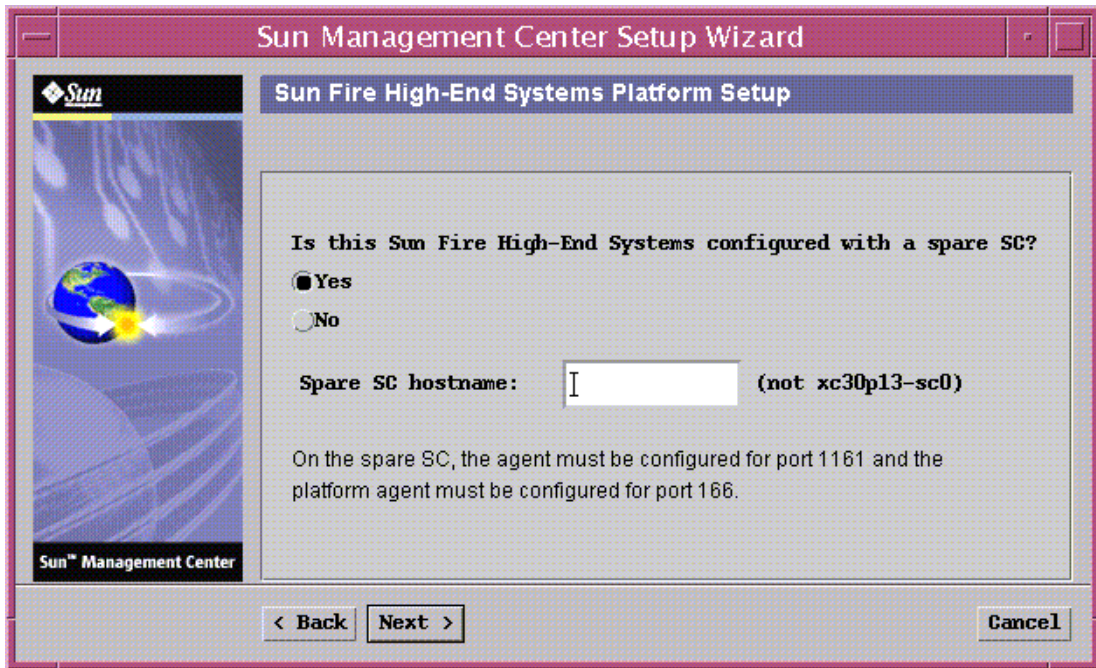 Sun Management Center Setup Wizard
Sun
Sun Fire High-End Systems Platform Setup
Is this Sun Fire High-End Systems configured with a spare SC?
Yes
No
Spare SC hostname: (not xc30p13-sc0)
On the spare SC, the agent must be configured for port 1161 and the
platform agent must be configured for port 166.
Sun™ Management Center
< Back Next > Cancel